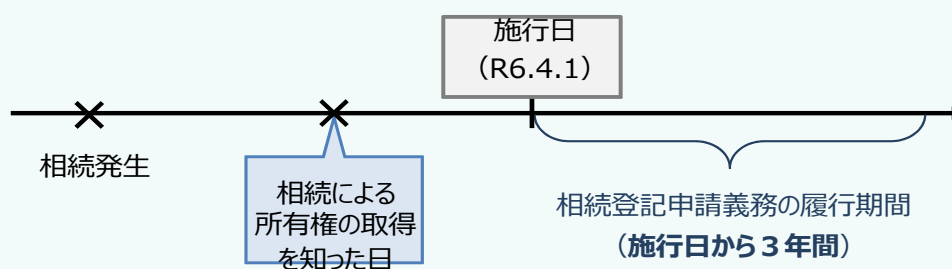 施行日
（R6.4.1）
相続発生
相続による
所有権の取得
を知った日
相続登記申請義務の履行期間
（施行日から３年間）